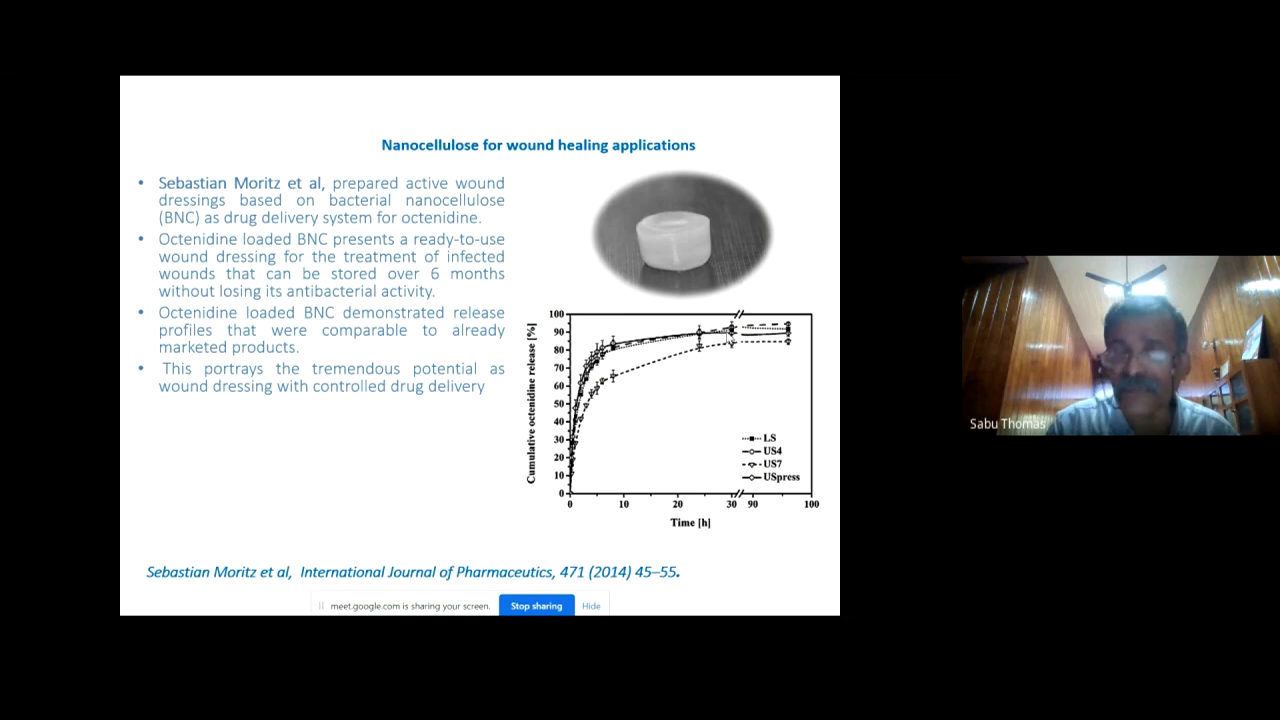 Nanocellulose for wound healing applications
• Sebastian Moritz et al, prepared active wound
dressings based on bacterial nanocellulose
(BNC) as drug delivery system for octenidine.
• Octenidine loaded BNC presents a ready-to-use
wound dressing for the treatment of infected
wounds that can be stored over 6 months
without losing its antibacterial activity.
• Octenidine loaded BNC demonstrated release
profiles that were comparable to already
marketed products.
• This portrays the tremendous potential as
wound dressing with controlled drug delivery
Cumulative octenidine release [%]
100
90
80
70
60
50
40
30
20
10
0
LS
US4
US7
USpress
0 10 20 30 90 100
Time [h]
Sebastian Moritz et al, International Journal of Pharmaceutics, 471 (2014) 45–55.
meet.google.com is sharing your screen. Stop sharing Hide
Sabu Thomas